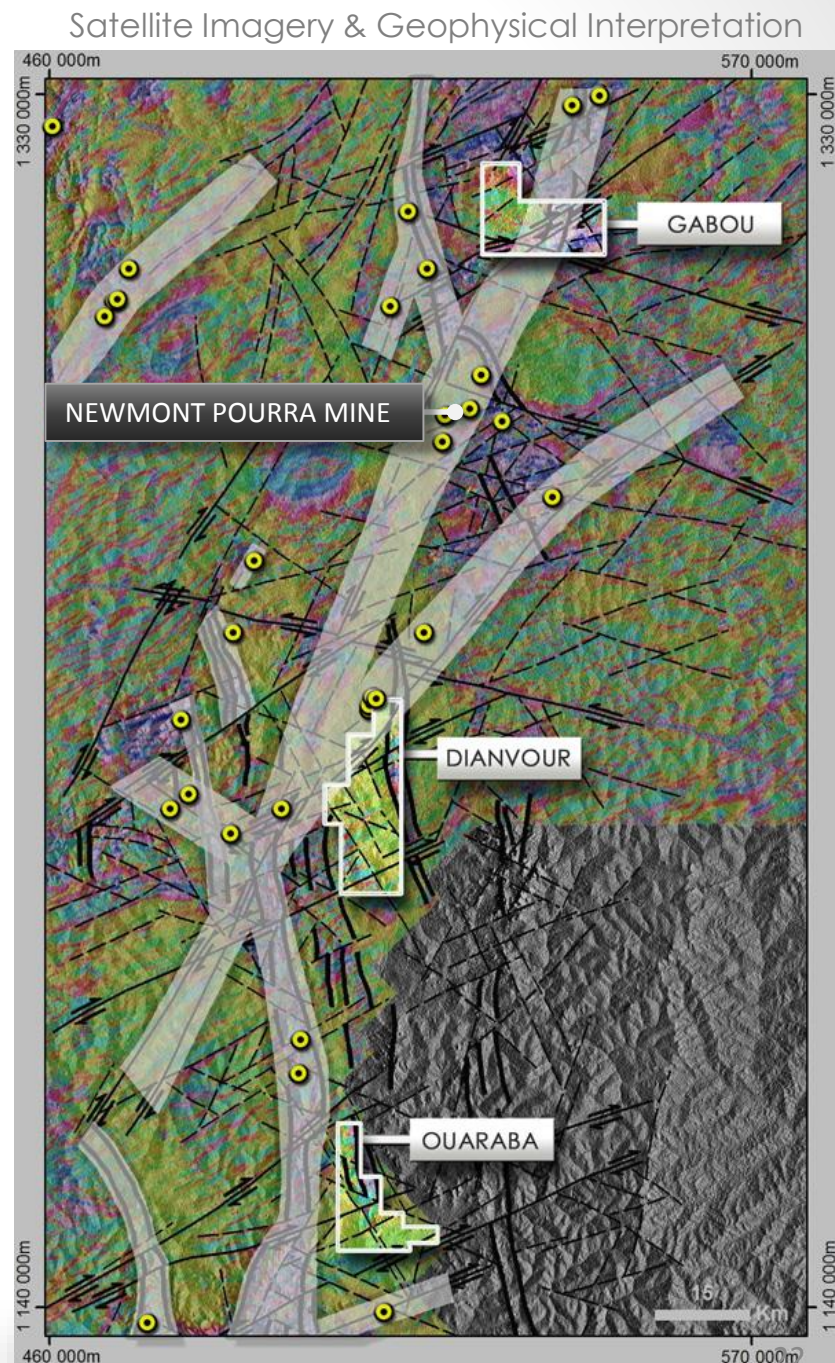 Satellite Imagery & Geophysical Interpretation
460 000m
570 000m
1 330 000m
1 330 000m
GABOU
NEWMONT POURRA MINE
DIANVOUR
OUARABA
1 140 000m
1 140 000m
15
Km
460 000m
570 000m